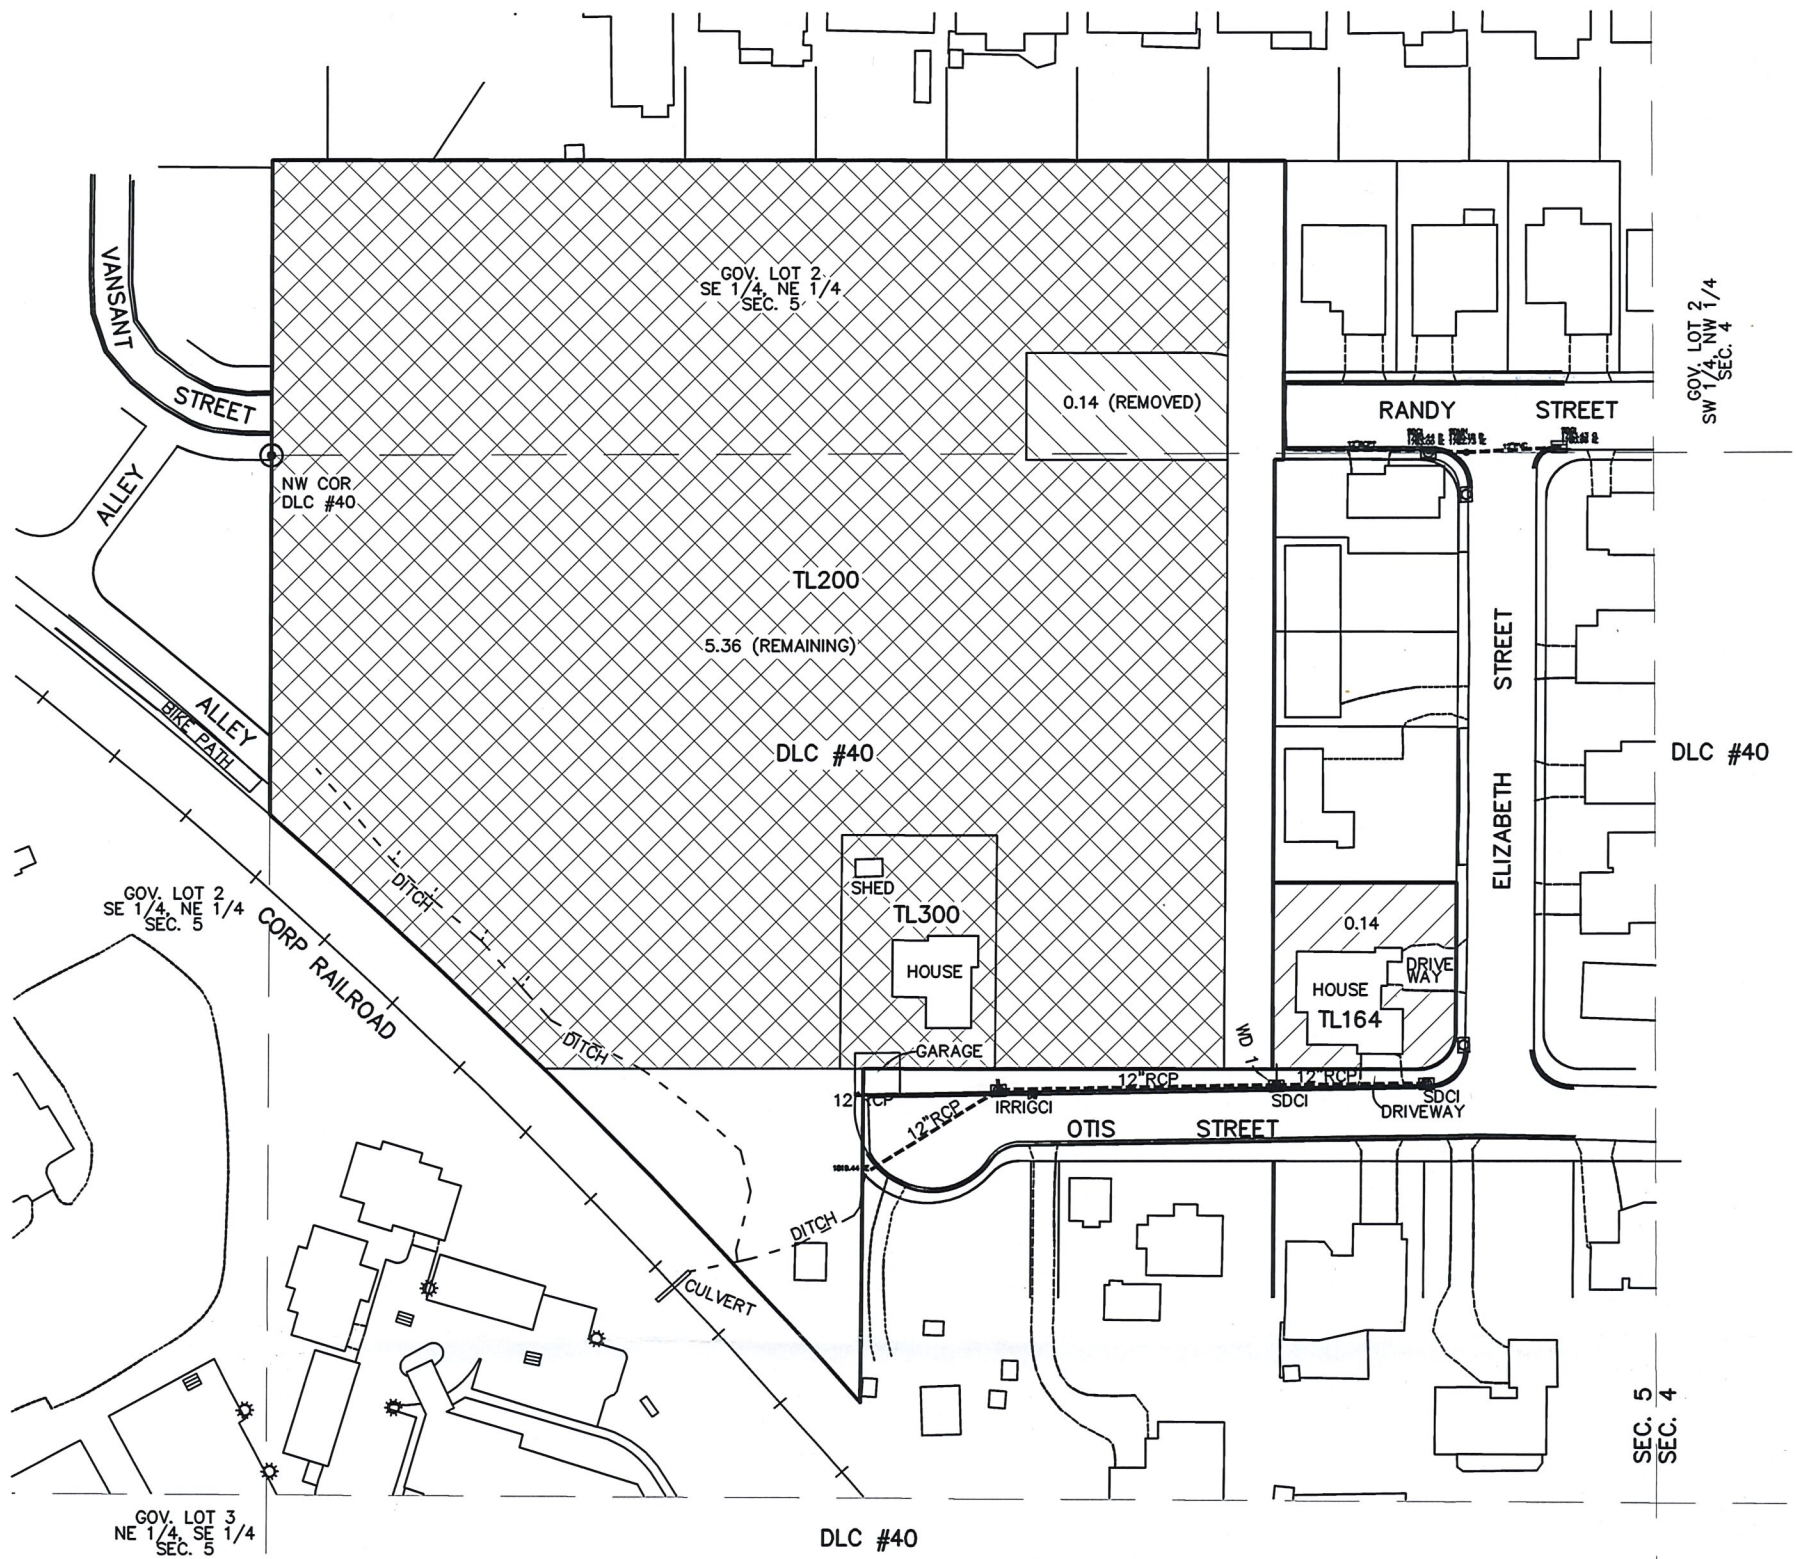 VANSANT
STREET
ALLEY
NW COR
DLC #40
GOV. LOT 2
SE 1/4, NE 1/4
SEC. 5
0.14 (REMOVED)
RANDY STREET
GOV. LOT 2
SW 1/4, NW 1/4
SEC. 4
TL200
5.36 (REMAINING)
DLC #40
ELIZABETH STREET
DLC #40
ALLEY
BIKE PATH
GOV. LOT 2
SE 1/4, NE 1/4
SEC. 5
CORP RAILROAD
DITCH
SHED
TL300
HOUSE
0.14
DRIVE
WAY
HOUSE
TL164
DITCH
GARAGE
WD 1
12"RCP
12"RCP
12"RCP
IRRIGCI
SDCI
SDCI
DRIVEWAY
OTIS STREET
DITCH
CULVERT
SEC. 5
SEC. 4
GOV. LOT 3
NE 1/4, SE 1/4
SEC. 5
DLC #40